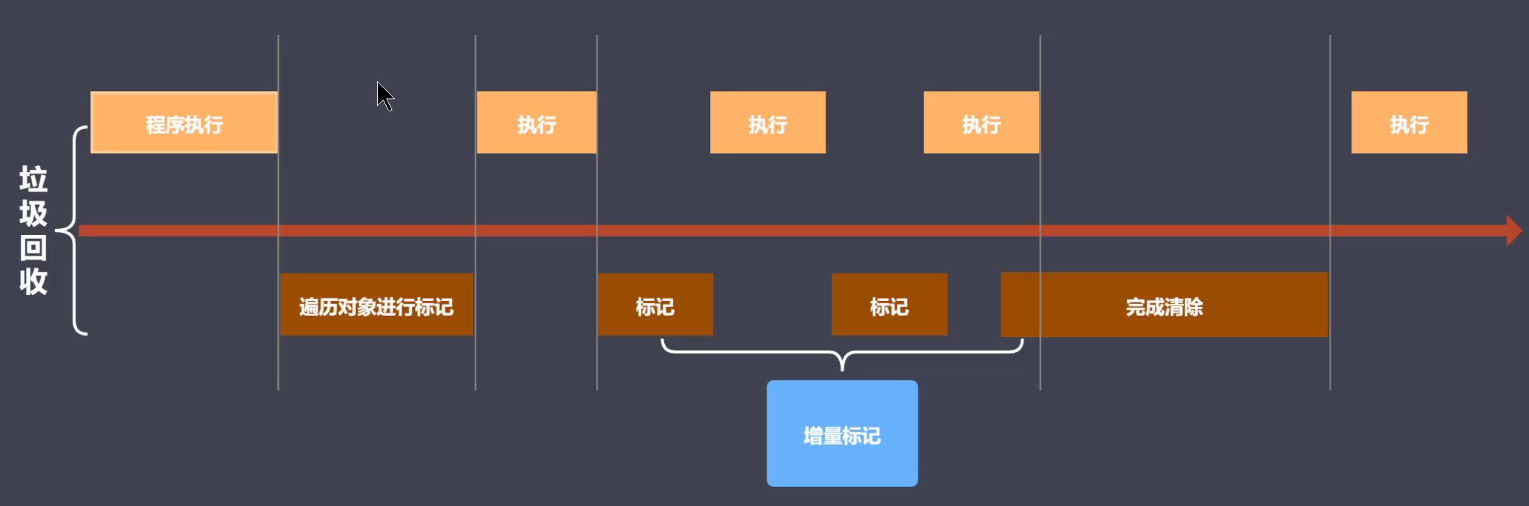 程序执行
执行
执行
执行
执行
垃圾回收
遍历对象进行标记
标记
标记
完成清除
增量标记